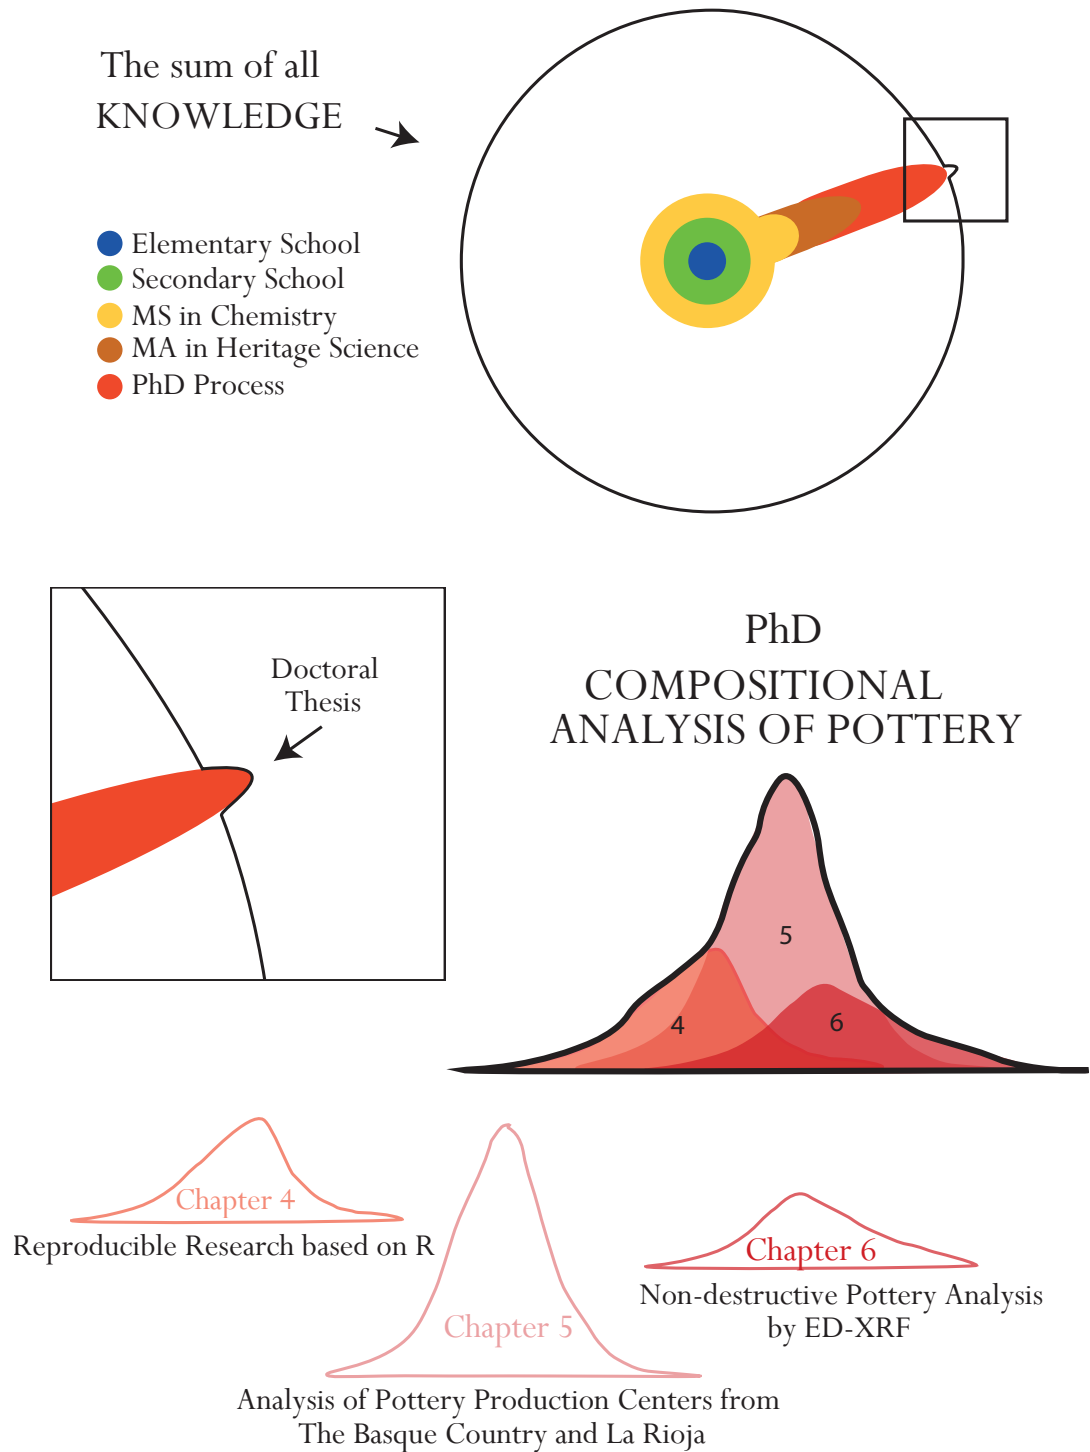 The sum of all
KNOWLEDGE
Elementary School
Secondary School
MS in Chemistry
MA in Heritage Science
PhD Process
Doctoral
Thesis
PhD
COMPOSITIONAL
ANALYSIS OF POTTERY
5
4
6
Chapter 4
Reproducible Research based on R
Chapter 5
Analysis of Pottery Production Centers from
The Basque Country and La Rioja
Chapter 6
Non-destructive Pottery Analysis
by ED-XRF